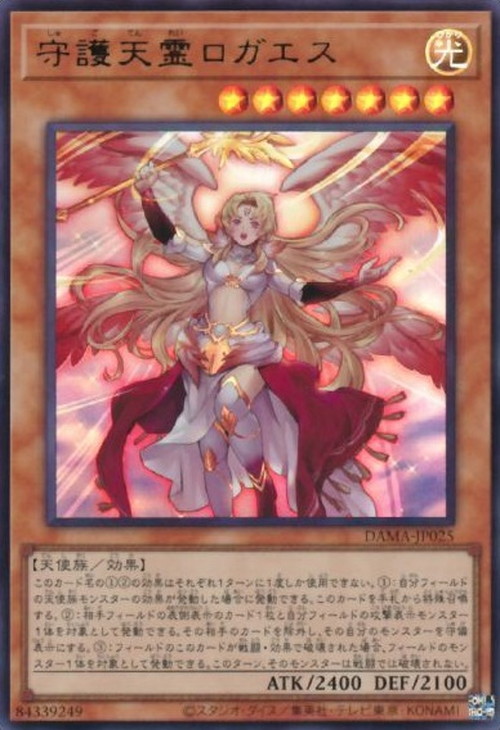 守護天霊ロガエス
光
DAMA-JP025
【天使族／効果】
このカード名の①②の効果はそれぞれ1ターンに1度しか使用できない。①：自分フィールド
の天使族モンスターの効果が発動した場合に発動できる。このカードを手札から特殊召喚
する。②：相手フィールドの表側表示のカード1枚と自分フィールドの攻撃表示モンスター
1体を対象として発動できる。その相手のカードを除外し、その自分のモンスターを守備
表示にする。③：フィールドのこのカードが戦闘・効果で破壊された場合、フィールドのモン
スター1体を対象として発動できる。このターン、そのモンスターは戦闘では破壊されない。
ATK/2400 DEF/2100
84339249
©スタジオ・ダイス／集英社・テレビ東京・KONAMI